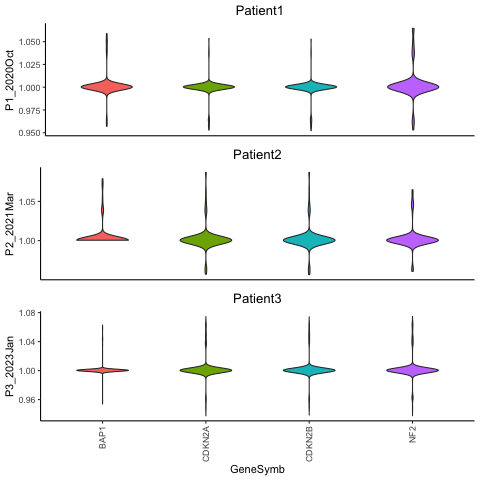 Patient1
P1_2020Oct
1.050
1.025
1.000
0.975
0.950
Patient2
P2_2021Mar
1.05
1.00
Patient3
P3_2023Jan
1.08
1.04
1.00
0.96
BAP1
CDKN2A
CDKN2B
NF2
GeneSymb